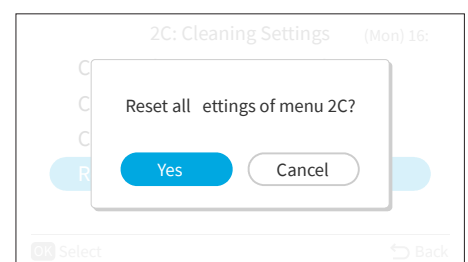 2C: Cleaning Settings (Mon) 16:
C
C
C
R
Reset all ettings of menu 2C?
Yes Cancel
OK Select Back